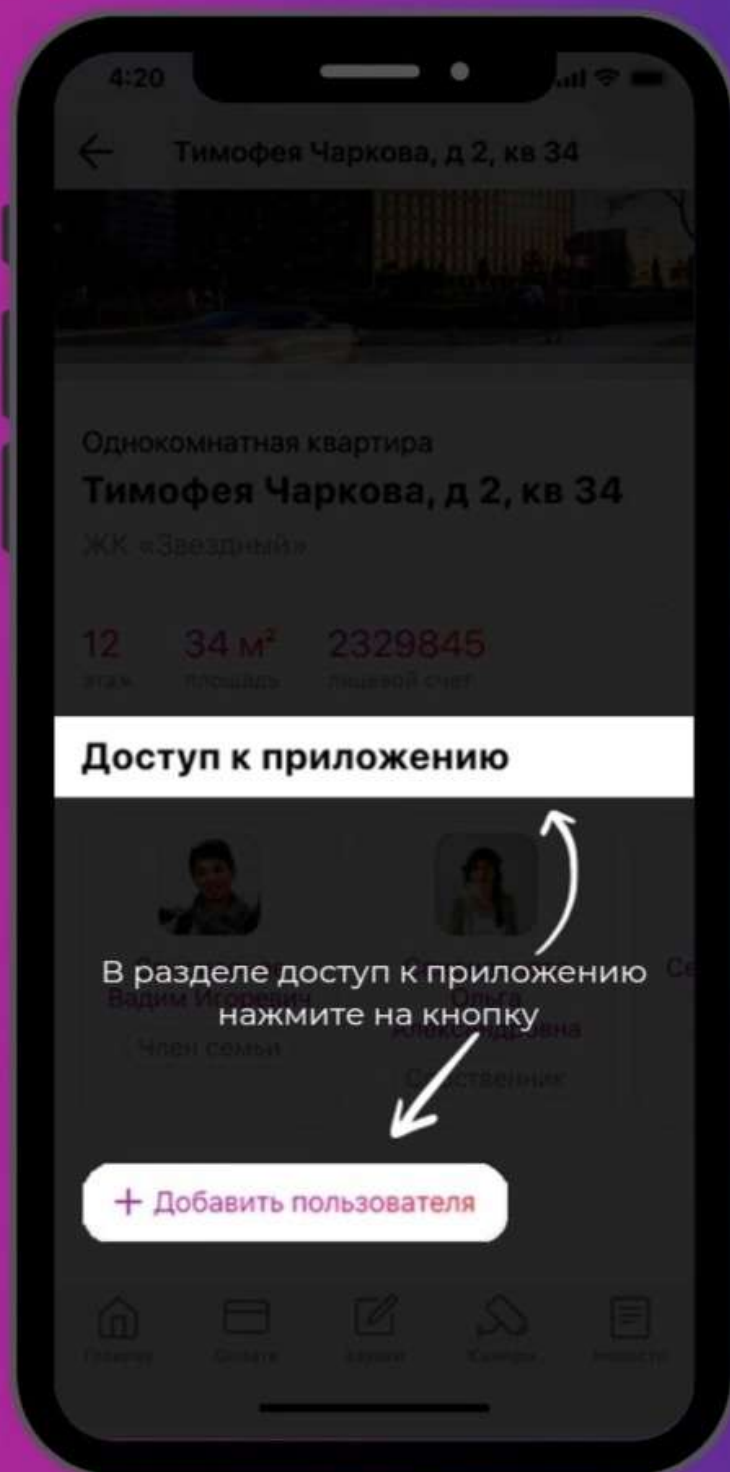 4:20
Тимофея Чаркова, д 2, кв 34
Однокомнатная квартира
Тимофея Чаркова, д 2, кв 34
ЖК «Звездный»
12 34 м² 2329845
этаж площадь лицевой счет
Доступ к приложению
В разделе доступ к приложению
нажмите на кнопку
Вадим Игоревич
Ольга
Александровна
Член семьи
Собственник
+ Добавить пользователя